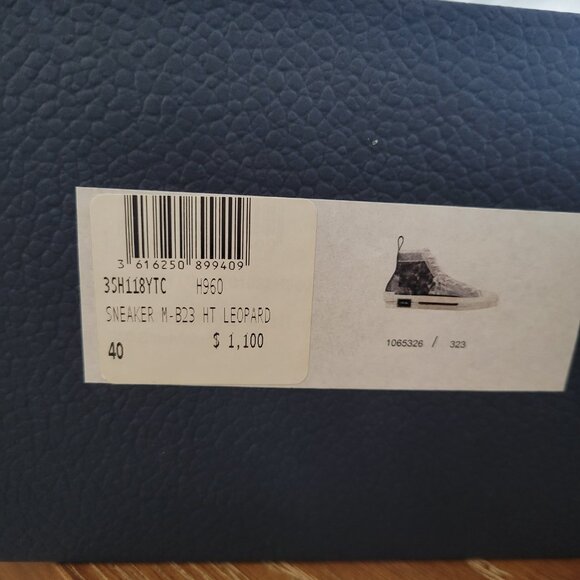 3 616250 899409
3SH118YTC H960
SNEAKER M-B23 HT LEOPARD
$ 1,100
40
1065326 / 323